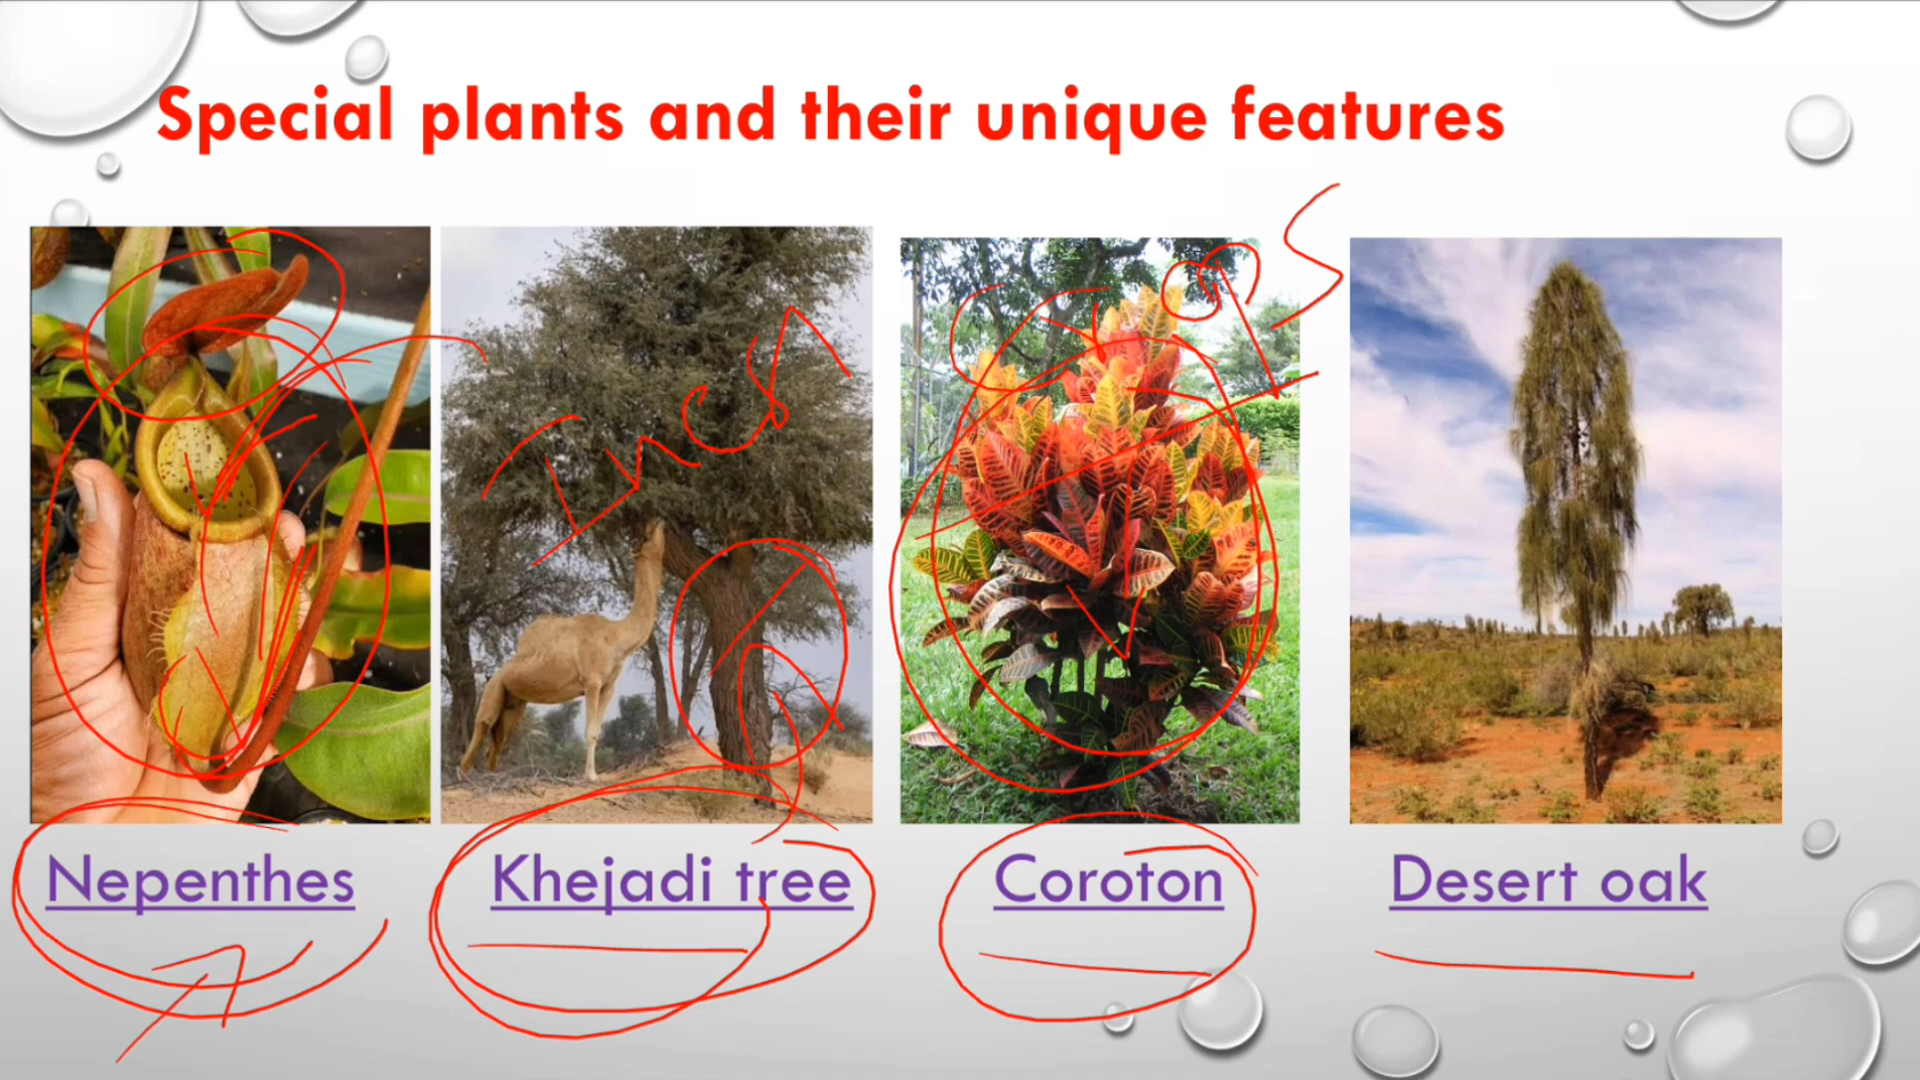 Special plants and their unique features
Nepenthes Khejadi tree Coroton Desert oak